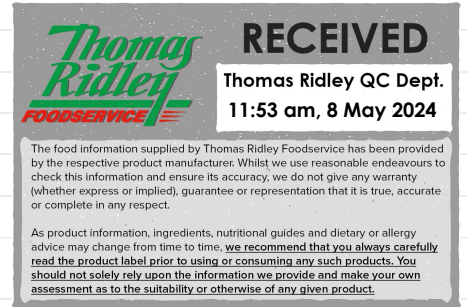 Thomas
Ridley
FOODSERVICE
RECEIVED
Thomas Ridley QC Dept.
11:53 am, 8 May 2024
The food information supplied by Thomas Ridley Foodservice has been provided
by the respective product manufacturer. Whilst we use reasonable endeavours to
check this information and ensure its accuracy, we do not give any warranty
(whether express or implied), guarantee or representation that it is true, accurate
or complete in any respect.
As product information, ingredients, nutritional guides and dietary or allergy
advice may change from time to time, we recommend that you always carefully
read the product label prior to using or consuming any such products. You
should not solely rely upon the information we provide and make your own
assessment as to the suitability or otherwise of any given product.